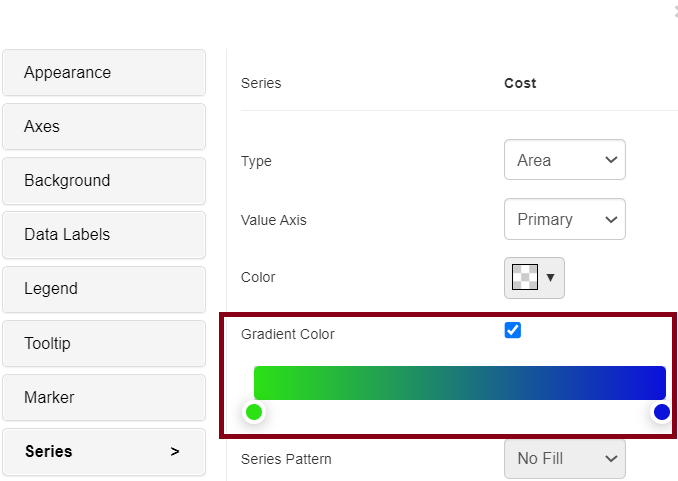 Appearance
Axes
Background
Data Labels
Legend
Tooltip
Marker
Series >
Series Cost
Type Area
Value Axis Primary
Color
Gradient Color
Series Pattern No Fill